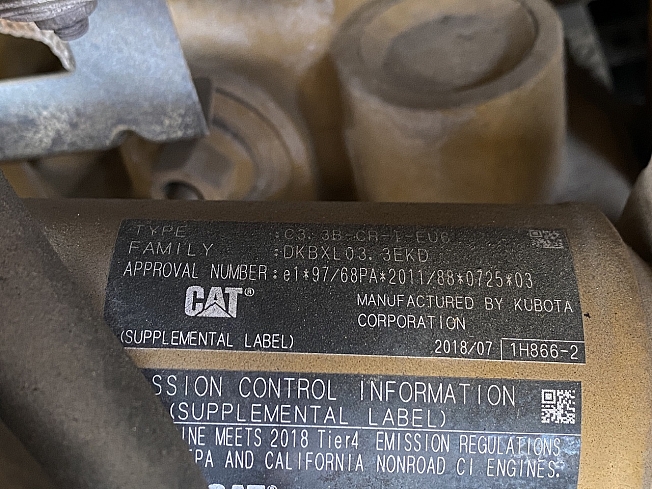 TYPE :C3.3B-CR-T-EU6
FAMILY :DKBXL03.3EKD
APPROVAL NUMBER:e1*97/68PA*2011/88*0725*03
CAT®
MANUFACTURED BY KUBOTA
CORPORATION
(SUPPLEMENTAL LABEL)
2018/07 1H866-2
SSION CONTROL INFORMATION
(SUPPLEMENTAL LABEL)
INE MEETS 2018 Tier4 EMISSION REGULATIONS
EPA AND CALIFORNIA NONROAD CI ENGINES.
CAT®